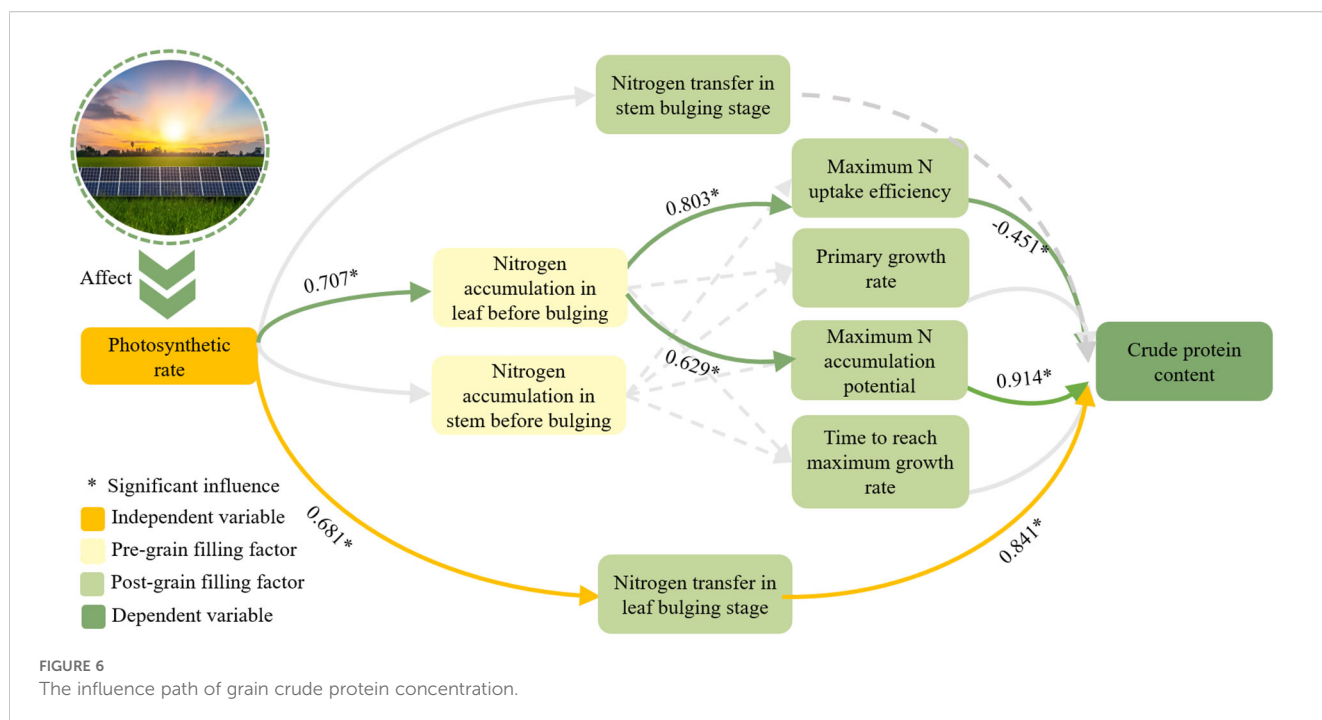 Nitrogen transfer in
stem bulging stage
Maximum N
uptake efficiency
0.803*
-0.451*
Affect
0.707*
Nitrogen
accumulation in
leaf before bulging
Primary growth
rate
Photosynthetic
rate
0.629*
Maximum N
accumulation
potential
0.914*
Crude protein
content
Nitrogen
accumulation in
stem before bulging
Time to reach
maximum growth
rate
* Significant influence
Independent variable
Pre-grain filling factor
Post-grain filling factor
Dependent variable
0.681*
Nitrogen transfer in
leaf bulging stage
0.841*
FIGURE 6
The influence path of grain crude protein concentration.